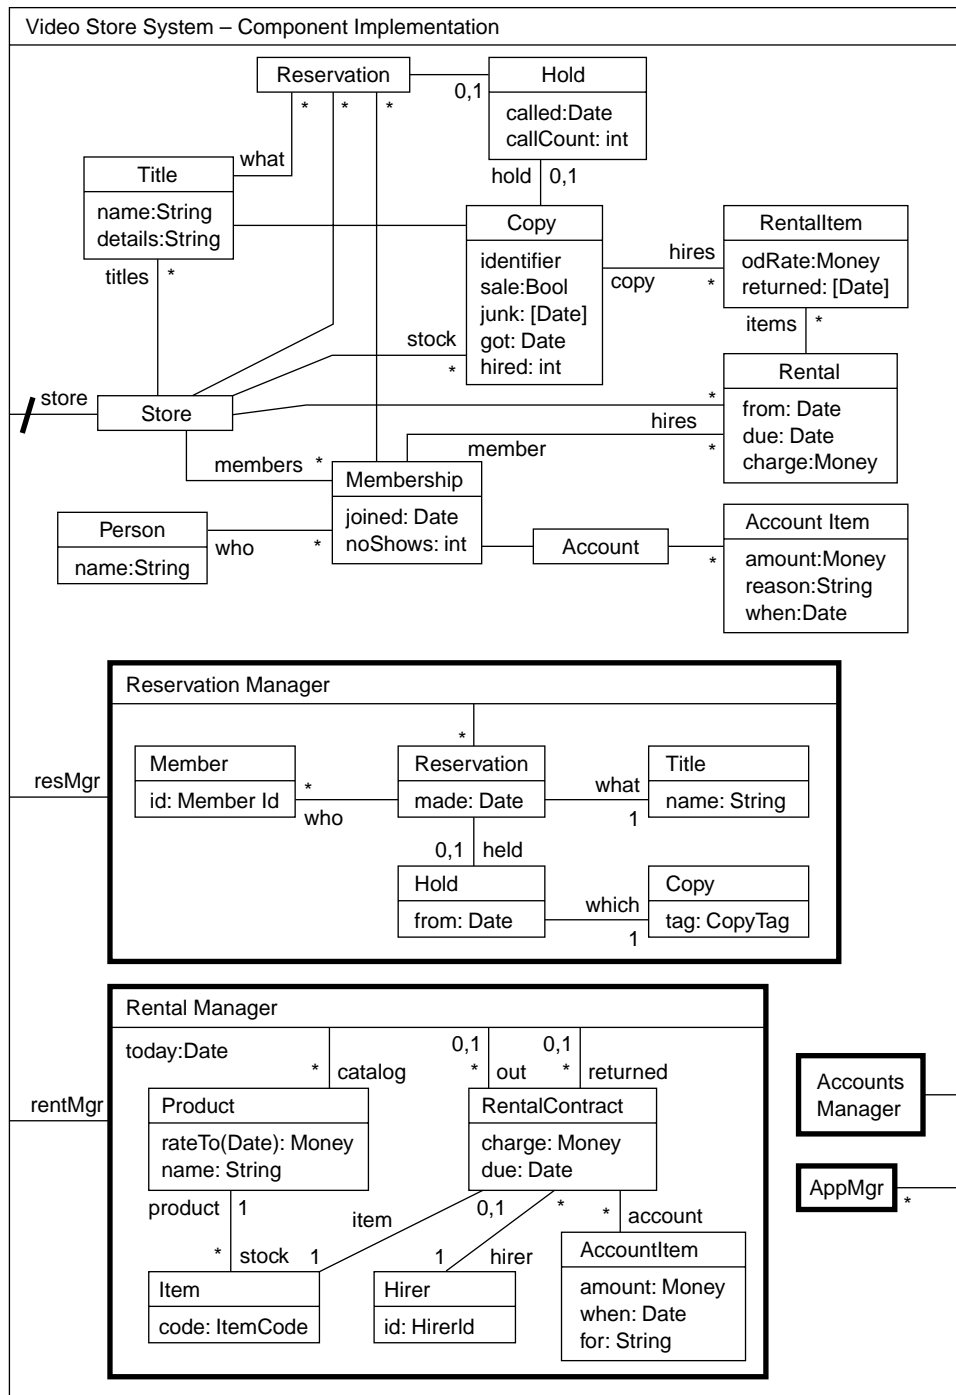 Video Store System – Component Implementation
Reservation
Hold
0,1
called:Date
callCount: int
* * *
what
hold 0,1
Title
name:String
details:String
Copy
identifier
sale:Bool
junk: [Date]
got: Date
hired: int
RentalItem
odRate:Money
returned: [Date]
hires
copy *
titles *
items *
stock
*
Rental
from: Date
due: Date
charge:Money
store
Store
*
hires
member *
members *
Membership
joined: Date
noShows: int
Person
name:String
who *
Account
*
Account Item
amount:Money
reason:String
when:Date
Reservation Manager
*
Member
id: Member Id
Reservation
made: Date
Title
name: String
resMgr
*
who
what
1
0,1 held
Hold
from: Date
Copy
tag: CopyTag
which
1
Rental Manager
today:Date
0,1 0,1
* catalog * out * returned
rentMgr
Product
rateTo(Date): Money
name: String
RentalContract
charge: Money
due: Date
Accounts
Manager
AppMgr
*
product 1
item
0,1 *
* account
* stock 1
1 hirer
Item
code: ItemCode
Hirer
id: HirerId
AccountItem
amount: Money
when: Date
for: String